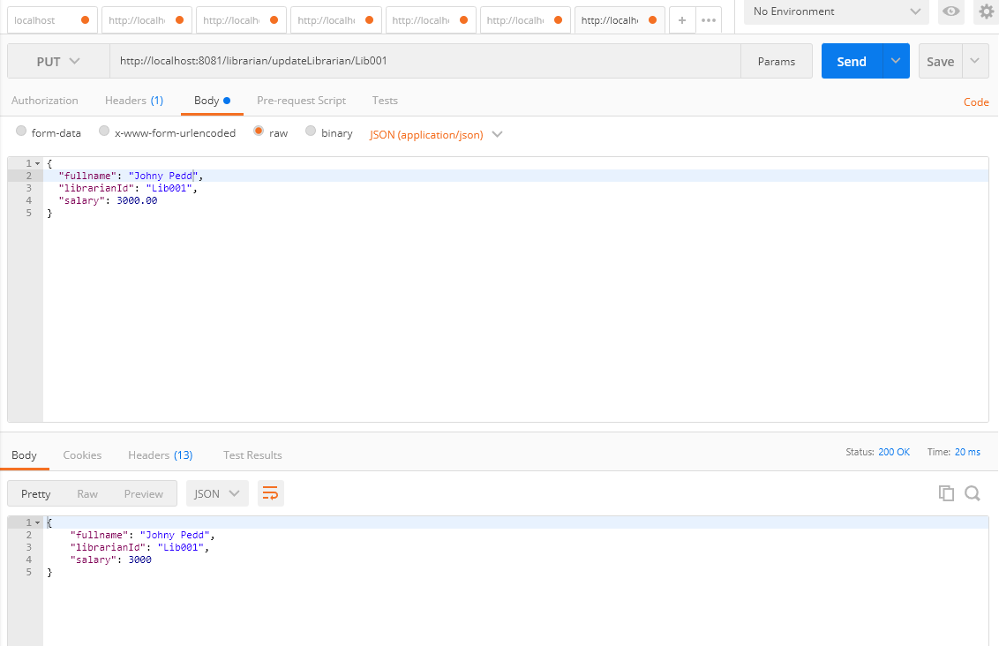 localhost http://localh http://localh http://localh http://localh http://localh http://localh + No Environment
PUT http://localhost:8081/librarian/updateLibrarian/Lib001 Params Send Save
Authorization Headers (1) Body Pre-request Script Tests Code
form-data x-www-form-urlencoded raw binary JSON (application/json)
1 {
2 "fullname": "Johny Pedd",
3 "librarianId": "Lib001",
4 "salary": 3000.00
5 }
Body Cookies Headers (13) Test Results Status: 200 OK Time: 20 ms
Pretty Raw Preview JSON
1 {
2 "fullname": "Johny Pedd",
3 "librarianId": "Lib001",
4 "salary": 3000
5 }